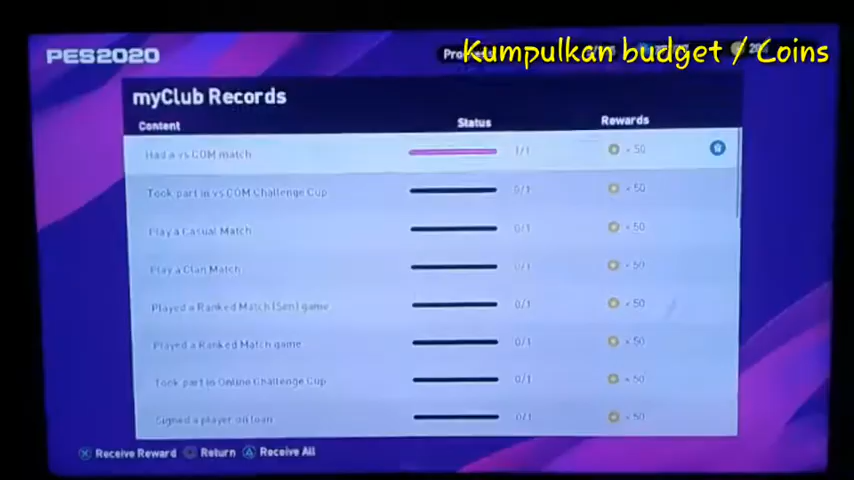 PES2020
Kumpulkan budget / Coins
myClub Records
Content Status Rewards
Had a vs COM match 1/1 × 50
Took part in vs COM Challenge Cup 0/1 × 50
Play a Casual Match 0/1 × 50
Play a Clan Match 0/1 × 50
Played a Ranked Match (Sim) game 0/1 × 50
Played a Ranked Match game 0/1 × 50
Took part in Online Challenge Cup 0/1 × 50
Signed a player on loan 0/1 × 50
Receive Reward Return Receive All